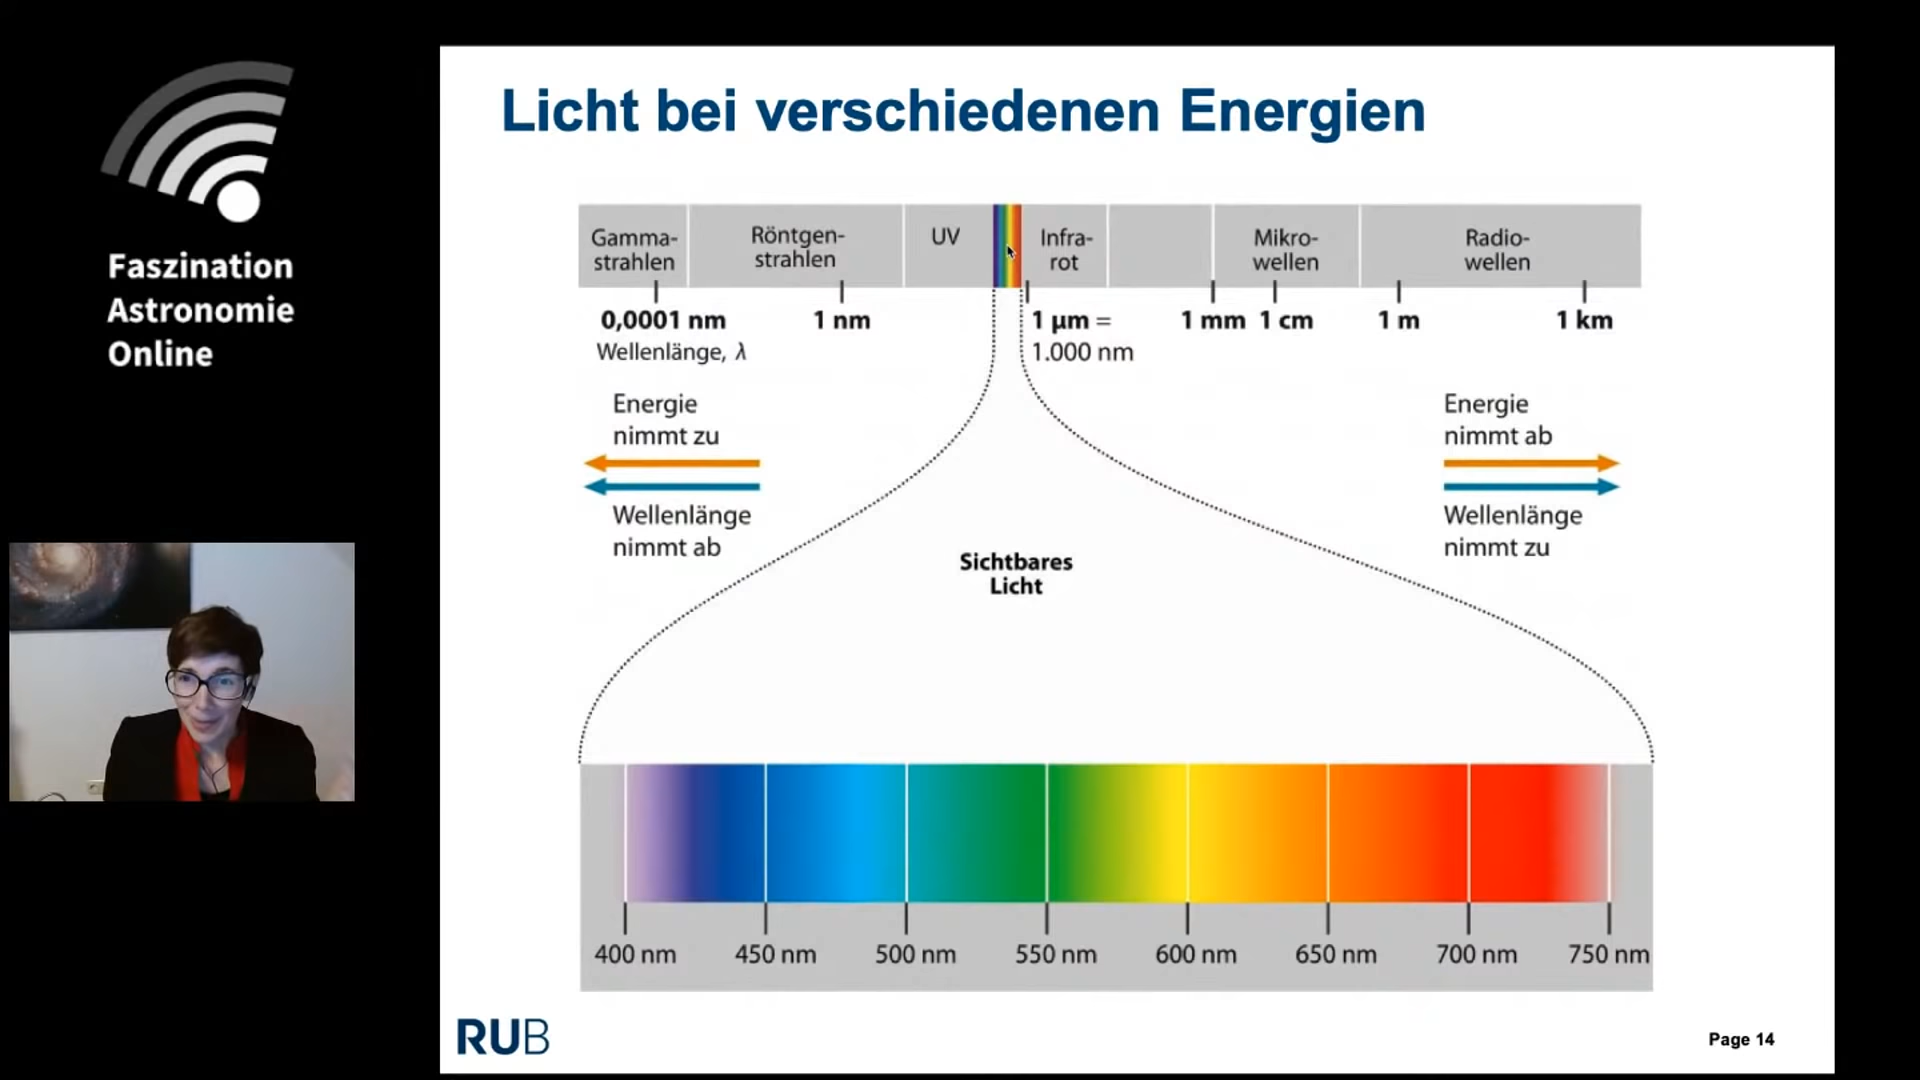 Faszination
Astronomie
Online
Licht bei verschiedenen Energien
Gamma-
strahlen
Röntgen-
strahlen
UV
Infra-
rot
Mikro-
wellen
Radio-
wellen
0,0001 nm
1 nm
1 µm =
1 mm
1 cm
1 m
1 km
Wellenlänge, λ
1.000 nm
Energie
nimmt zu
Wellenlänge
nimmt ab
Energie
nimmt ab
Wellenlänge
nimmt zu
Sichtbares
Licht
400 nm
450 nm
500 nm
550 nm
600 nm
650 nm
700 nm
750 nm
RUB
Page 14